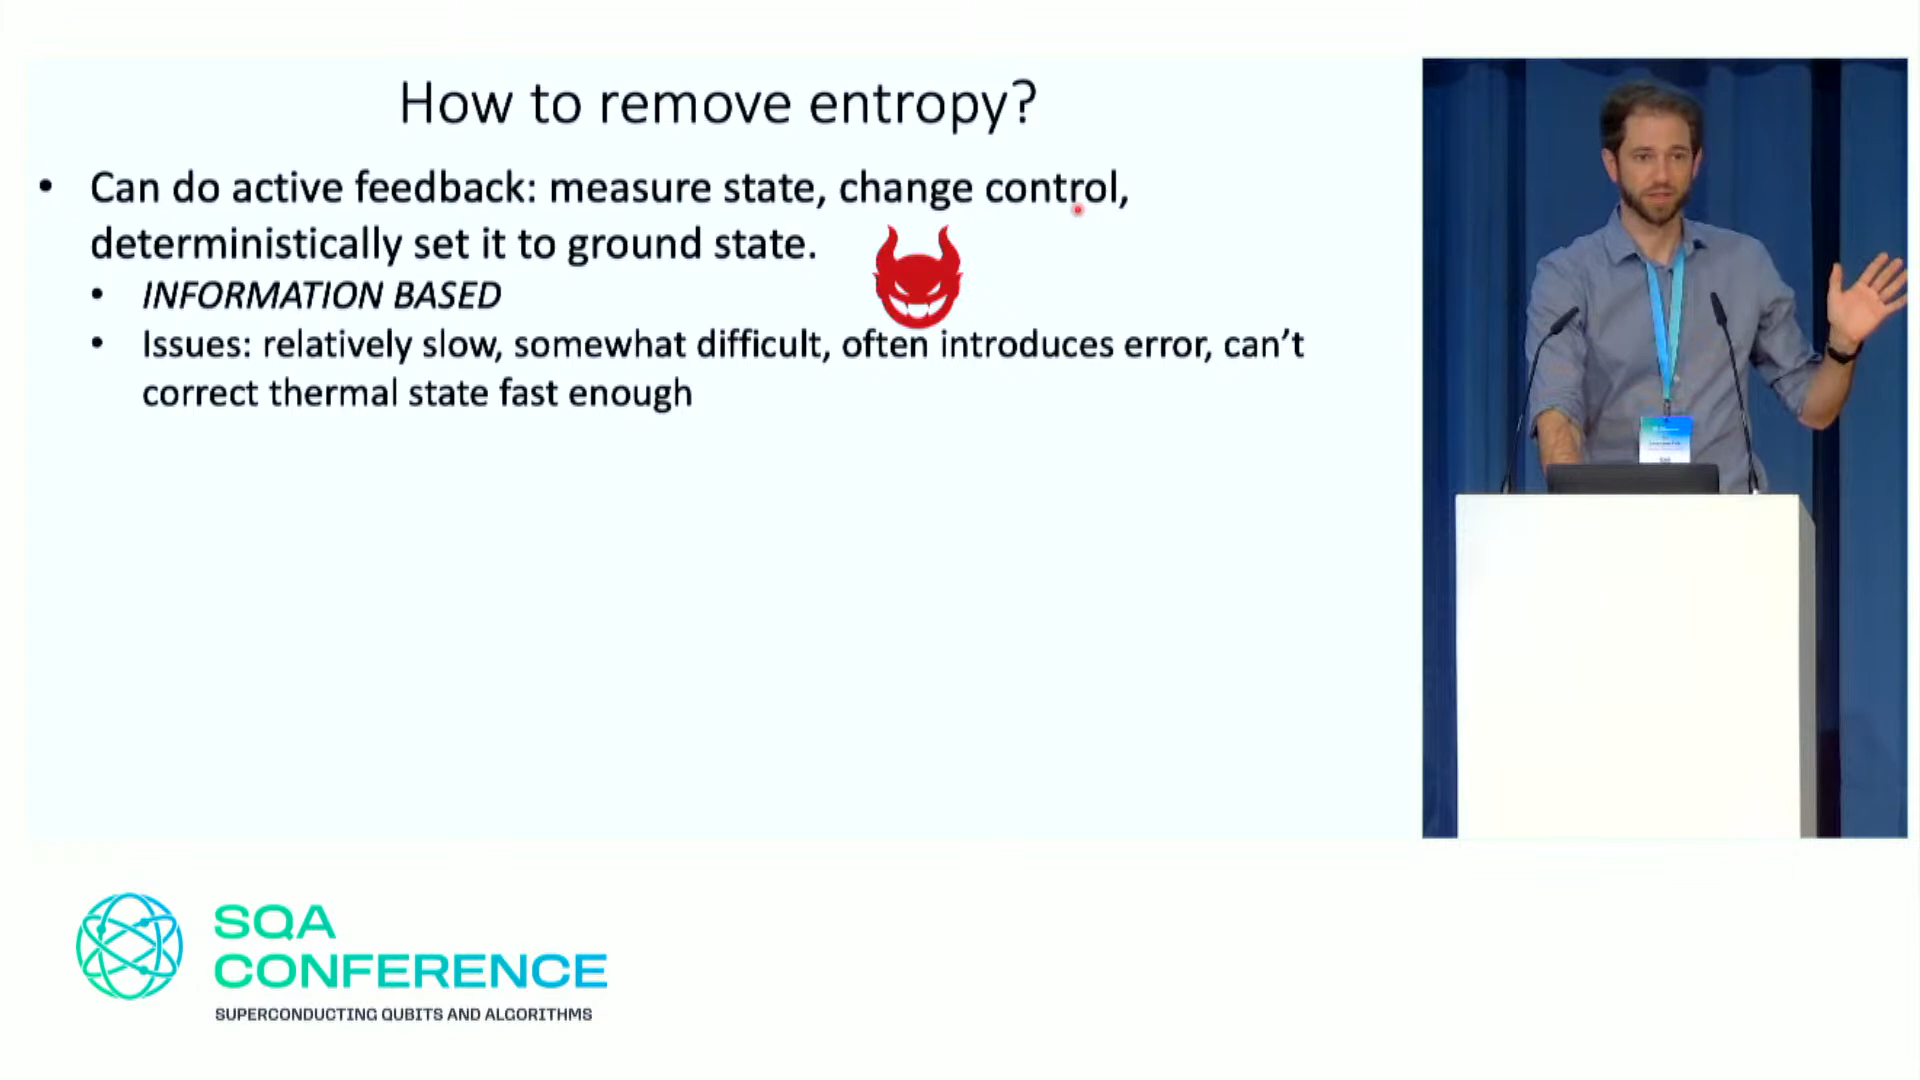 How to remove entropy?
• Can do active feedback: measure state, change control,
deterministically set it to ground state.
• INFORMATION BASED
• Issues: relatively slow, somewhat difficult, often introduces error, can't
correct thermal state fast enough
SQA
CONFERENCE
SUPERCONDUCTING QUBITS AND ALGORITHMS